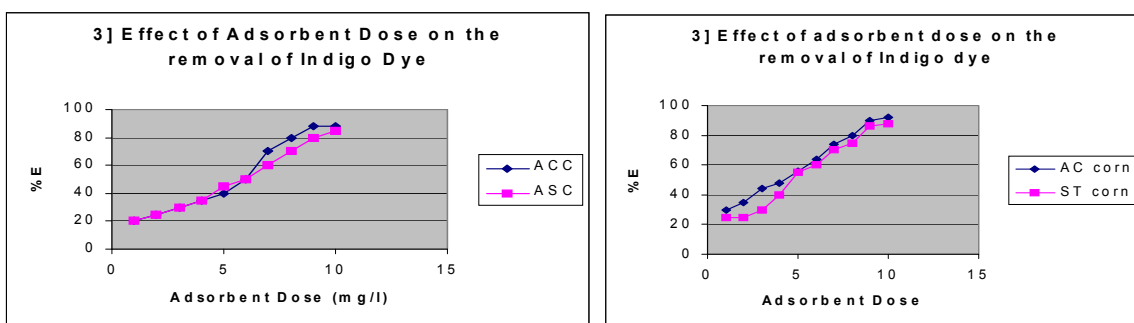 3] Effect of Adsorbent Dose on the
removal of Indigo Dye
100
80
60
40
20
0
%E
0 5 10 15
Adsorbent Dose (mg/l)
ACC
ASC
3] Effect of adsorbent dose on the
removal of Indigo dye
100
80
60
40
20
0
%E
0 5 10 15
Adsorbent Dose
AC corn
ST corn